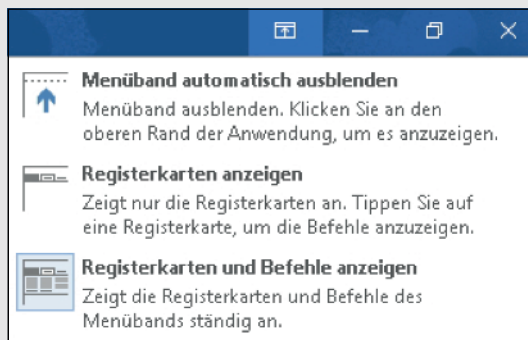 Menüband automatisch ausblenden
Menüband ausblenden. Klicken Sie an den
oberen Rand der Anwendung, um es anzuzeigen.
Registerkarten anzeigen
Zeigt nur die Registerkarten an. Tippen Sie auf
eine Registerkarte, um die Befehle anzuzeigen.
Registerkarten und Befehle anzeigen
Zeigt die Registerkarten und Befehle des
Menübands ständig an.